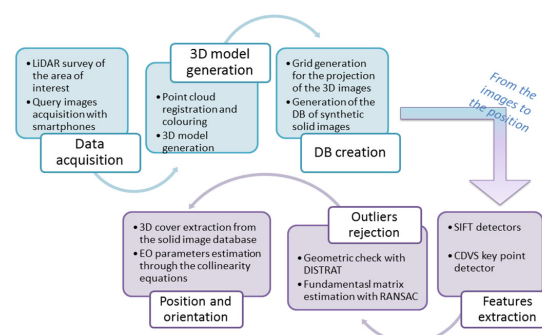 • LiDAR survey of
the area of
interest
• Query images
acquisition with
smartphones
Data
acquisition
3D model
generation
• Point cloud
registration and
colouring
• 3D model
generation
• Grid generation
for the projection
of the 3D images
• Generation of the
DB of synthetic
solid images
DB creation
From the
images to
the position
• SIFT detectors
• CDVS key point
detector
Features
extraction
Outliers
rejection
• Geometric check with
DISTRAT
• Fundamentasl matrix
estimation with RANSAC
• 3D cover extraction from
the solid image database
• EO parameters estimation
through the collinearity
equations
Position and
orientation